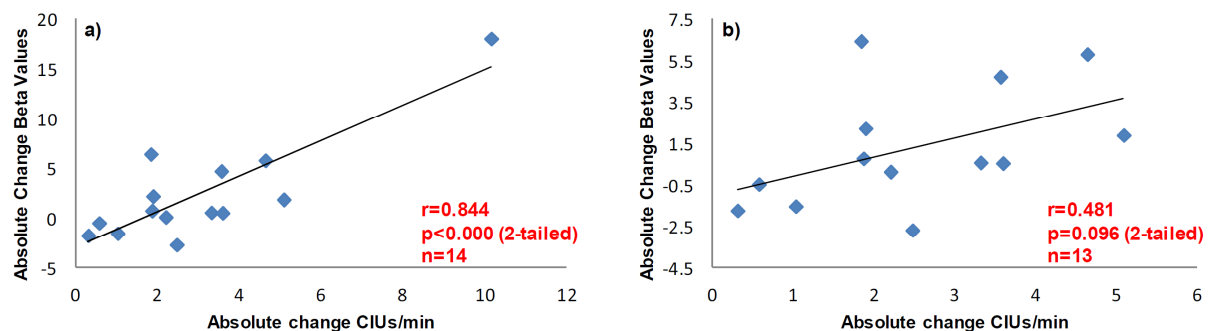 a)
Absolute Change Beta Values
20
15
10
5
0
-5
0 2 4 6 8 10 12
Absolute change CIUs/min
r=0.844
p<0.000 (2-tailed)
n=14
b)
Absolute Change Beta Values
7.5
5.5
3.5
1.5
-0.5
-2.5
-4.5
0 1 2 3 4 5 6
Absolute change CIUs/min
r=0.481
p=0.096 (2-tailed)
n=13